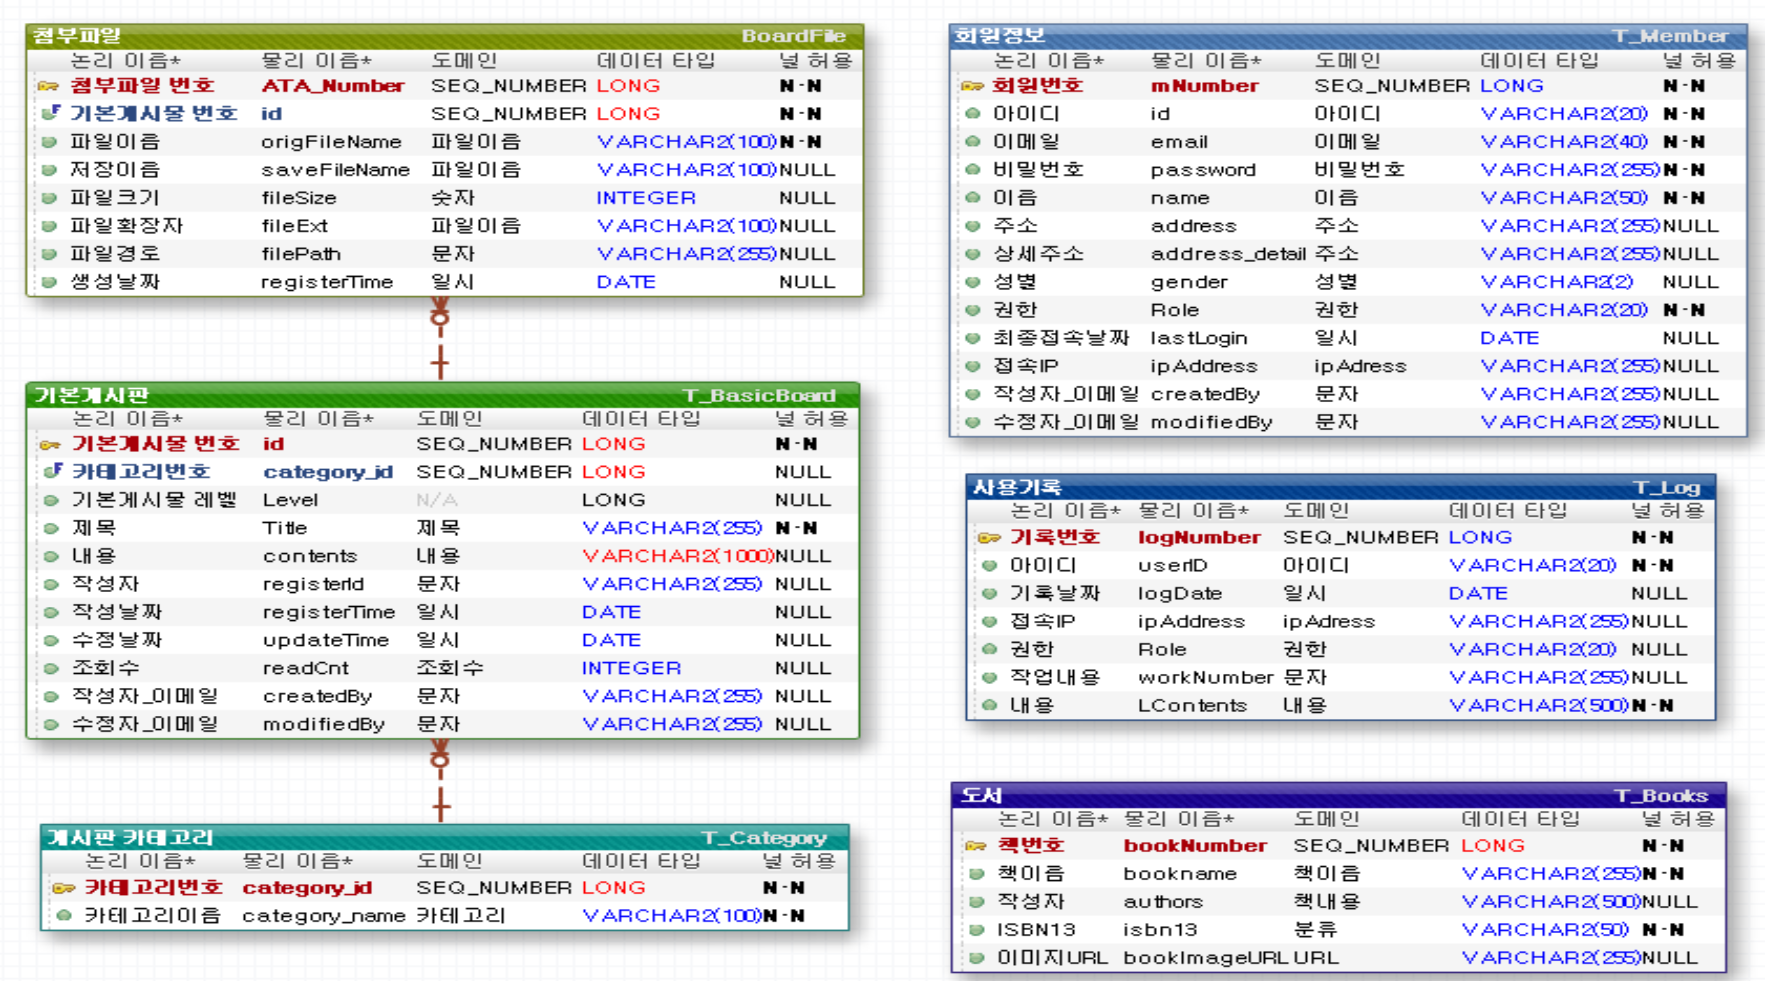 첨부파일 BoardFile
논리 이름* 물리 이름* 도메인 데이터 타입 널 허용
첨부파일 번호 ATA_Number SEQ_NUMBER LONG N-N
기본게시물 번호 id SEQ_NUMBER LONG N-N
파일이름 origFileName 파일이름 VARCHAR2(100) N-N
저장이름 saveFileName 파일이름 VARCHAR2(100) NULL
파일크기 fileSize 숫자 INTEGER NULL
파일확장자 fileExt 파일이름 VARCHAR2(100) NULL
파일경로 filePath 문자 VARCHAR2(255) NULL
생성날짜 registerTime 일시 DATE NULL
기본게시판 T_BasicBoard
논리 이름* 물리 이름* 도메인 데이터 타입 널 허용
기본게시물 번호 id SEQ_NUMBER LONG N-N
카테고리번호 category_id SEQ_NUMBER LONG NULL
기본게시물 레벨 Level N/A LONG NULL
제목 Title 제목 VARCHAR2(255) N-N
내용 contents 내용 VARCHAR2(1000) NULL
작성자 registerId 문자 VARCHAR2(255) NULL
작성날짜 registerTime 일시 DATE NULL
수정날짜 updateTime 일시 DATE NULL
조회수 readCnt 조회수 INTEGER NULL
작성자_이메일 createdBy 문자 VARCHAR2(255) NULL
수정자_이메일 modifiedBy 문자 VARCHAR2(255) NULL
게시판 카테고리 T_Category
논리 이름* 물리 이름* 도메인 데이터 타입 널 허용
카테고리번호 category_id SEQ_NUMBER LONG N-N
카테고리이름 category_name 카테고리 VARCHAR2(100) N-N
회원정보 T_Member
논리 이름* 물리 이름* 도메인 데이터 타입 널 허용
회원번호 mNumber SEQ_NUMBER LONG N-N
아이디 id 아이디 VARCHAR2(20) N-N
이메일 email 이메일 VARCHAR2(40) N-N
비밀번호 password 비밀번호 VARCHAR2(255) N-N
이름 name 이름 VARCHAR2(50) N-N
주소 address 주소 VARCHAR2(255) NULL
상세주소 address_detail 주소 VARCHAR2(255) NULL
성별 gender 성별 VARCHAR2(2) NULL
권한 Role 권한 VARCHAR2(20) N-N
최종접속날짜 lastLogin 일시 DATE NULL
접속IP ipAddress ipAdress VARCHAR2(255) NULL
작성자_이메일 createdBy 문자 VARCHAR2(255) NULL
수정자_이메일 modifiedBy 문자 VARCHAR2(255) NULL
사용기록 T_Log
논리 이름* 물리 이름* 도메인 데이터 타입 널 허용
기록번호 logNumber SEQ_NUMBER LONG N-N
아이디 userID 아이디 VARCHAR2(20) N-N
기록날짜 logDate 일시 DATE NULL
접속IP ipAddress ipAdress VARCHAR2(255) NULL
권한 Role 권한 VARCHAR2(20) NULL
작업내용 workNumber 문자 VARCHAR2(255) NULL
내용 LContents 내용 VARCHAR2(500) N-N
도서 T_Books
논리 이름* 물리 이름* 도메인 데이터 타입 널 허용
책번호 bookNumber SEQ_NUMBER LONG N-N
책이름 bookname 책이름 VARCHAR2(255) N-N
작성자 authors 책내용 VARCHAR2(500) NULL
ISBN13 isbn13 분류 VARCHAR2(50) N-N
이미지URL bookImageURL URL VARCHAR2(255) NULL